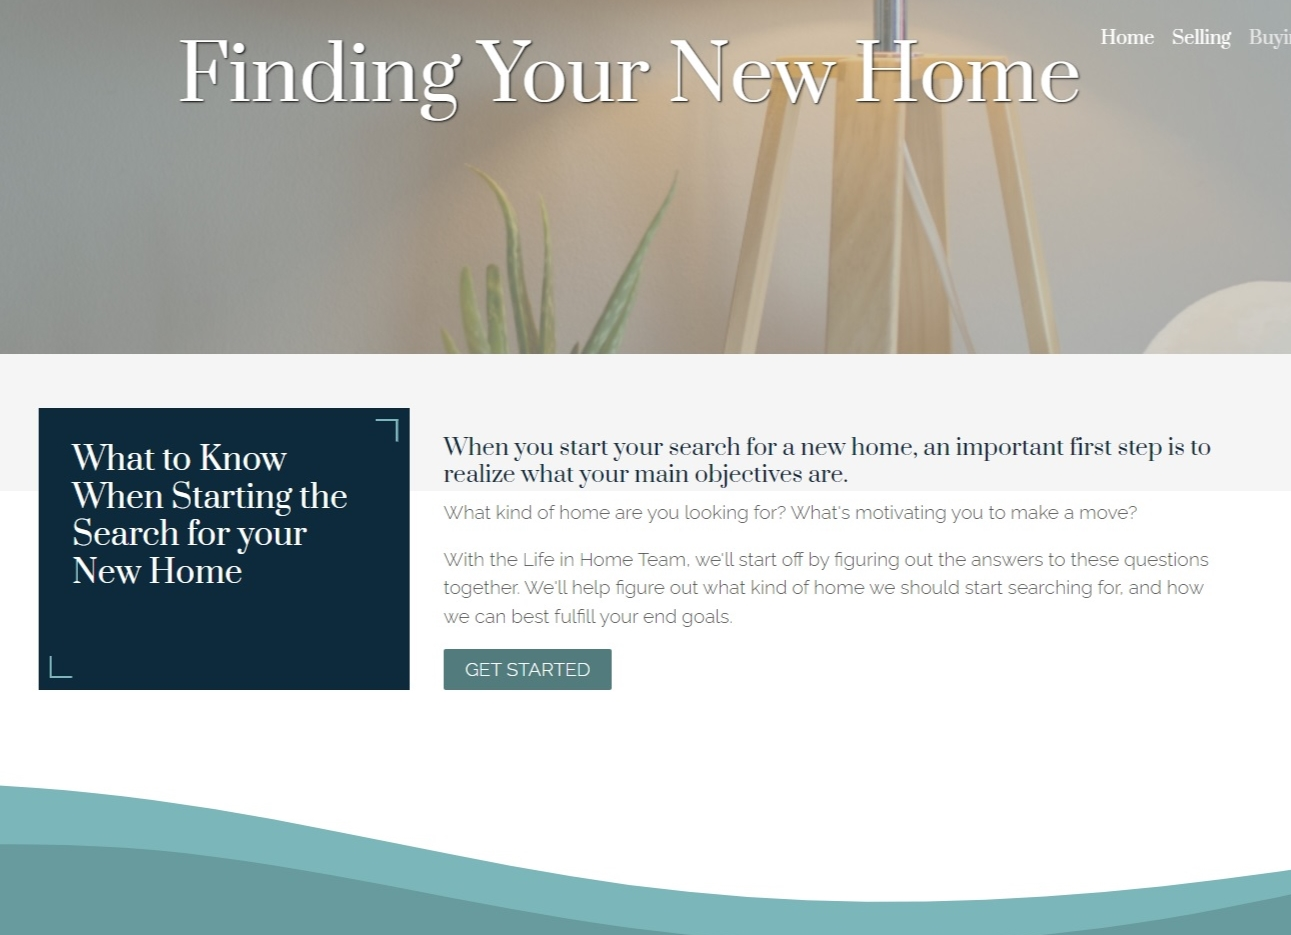 Home Selling
Finding Your New Home
What to Know
When Starting the
Search for your
New Home
When you start your search for a new home, an important first step is to
realize what your main objectives are.
What kind of home are you looking for? What's motivating you to make a move?
With the Life in Home Team, we'll start off by figuring out the answers to these questions
together. We'll help figure out what kind of home we should start searching for, and how
we can best fulfill your end goals.
GET STARTED